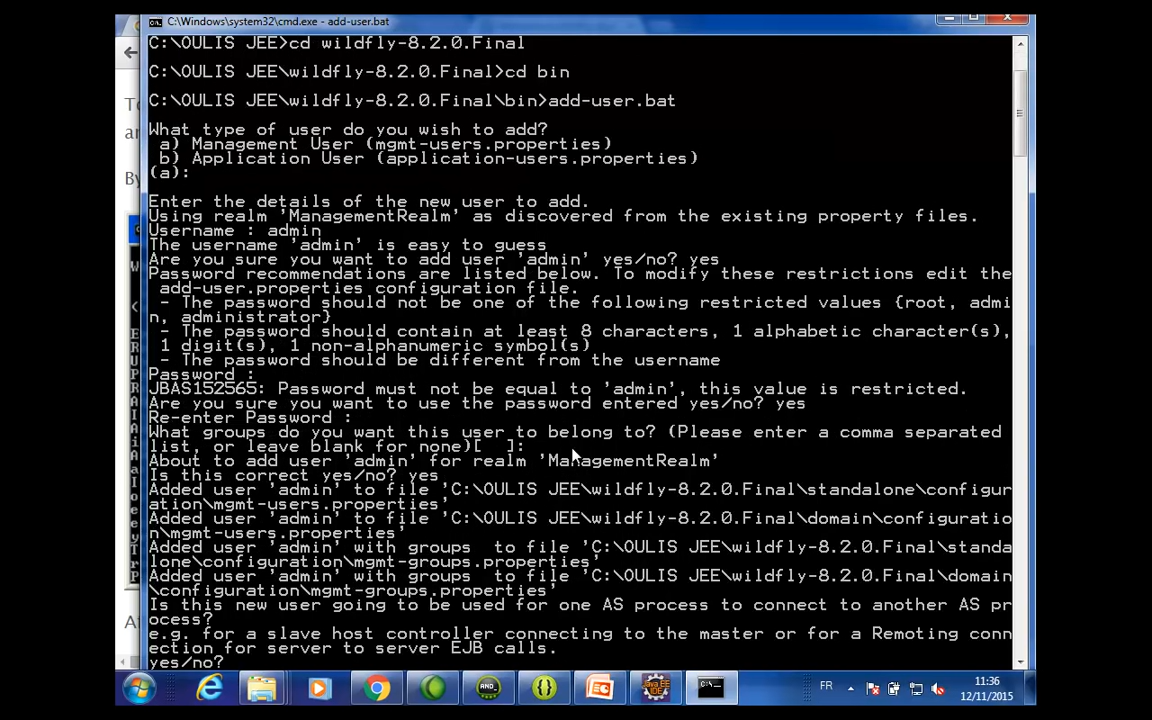 C:\Windows\system32\cmd.exe - add-user.bat
C:\OULIS JEE>cd wildfly-8.2.0.Final
C:\OULIS JEE\wildfly-8.2.0.Final>cd bin
C:\OULIS JEE\wildfly-8.2.0.Final\bin>add-user.bat
What type of user do you wish to add?
a) Management User (mgmt-users.properties)
b) Application User (application-users.properties)
(a):
Enter the details of the new user to add.
Using realm 'ManagementRealm' as discovered from the existing property files.
Username : admin
The username 'admin' is easy to guess
Are you sure you want to add user 'admin' yes/no? yes
Password recommendations are listed below. To modify these restrictions edit the
add-user.properties configuration file.
- The password should not be one of the following restricted values {root, admi
n, administrator}
- The password should contain at least 8 characters, 1 alphabetic character(s),
1 digit(s), 1 non-alphanumeric symbol(s)
- The password should be different from the username
Password :
JBAS152565: Password must not be equal to 'admin', this value is restricted.
Are you sure you want to use the password entered yes/no? yes
Re-enter Password :
What groups do you want this user to belong to? (Please enter a comma separated
list, or leave blank for none)[  ]:
About to add user 'admin' for realm 'ManagementRealm'
Is this correct yes/no? yes
Added user 'admin' to file 'C:\OULIS JEE\wildfly-8.2.0.Final\standalone\configur
ation\mgmt-users.properties'
Added user 'admin' to file 'C:\OULIS JEE\wildfly-8.2.0.Final\domain\configuratio
n\mgmt-users.properties'
Added user 'admin' with groups  to file 'C:\OULIS JEE\wildfly-8.2.0.Final\standa
lone\configuration\mgmt-groups.properties'
Added user 'admin' with groups  to file 'C:\OULIS JEE\wildfly-8.2.0.Final\domain
\configuration\mgmt-groups.properties'
Is this new user going to be used for one AS process to connect to another AS pr
ocess?
e.g. for a slave host controller connecting to the master or for a Remoting conn
ection for server to server EJB calls.
yes/no?
Java EE
IDE
AND_
FR
11:36
12/11/2015